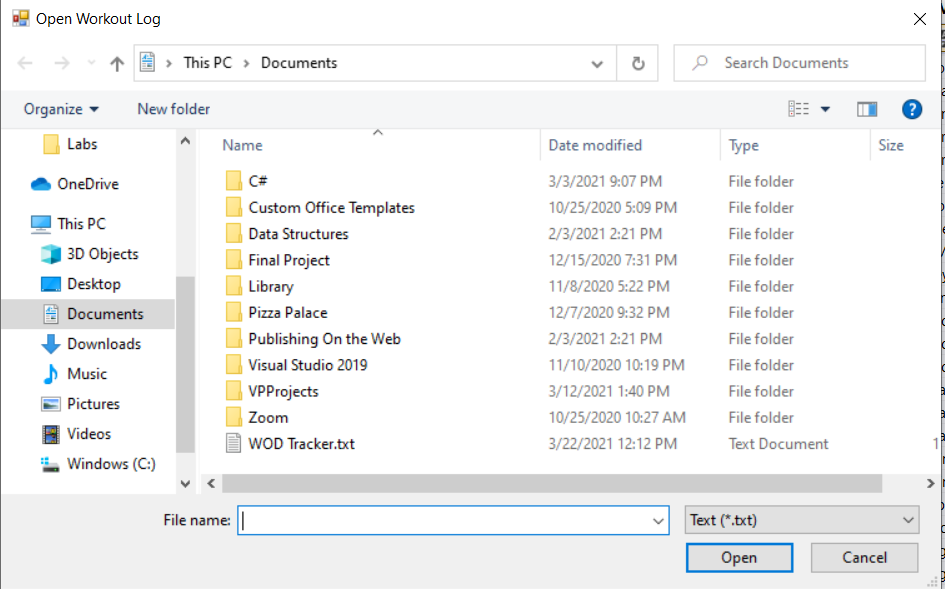 Open Workout Log
This PC > Documents
Search Documents
Organize New folder
?
Name Date modified Type Size
Labs
OneDrive
This PC
3D Objects
Desktop
Documents
Downloads
Music
Pictures
Videos
Windows (C:)
C# 3/3/2021 9:07 PM File folder
Custom Office Templates 10/25/2020 5:09 PM File folder
Data Structures 2/3/2021 2:21 PM File folder
Final Project 12/15/2020 7:31 PM File folder
Library 11/8/2020 5:22 PM File folder
Pizza Palace 12/7/2020 9:32 PM File folder
Publishing On the Web 2/3/2021 2:21 PM File folder
Visual Studio 2019 11/10/2020 10:19 PM File folder
VPProjects 3/12/2021 1:40 PM File folder
Zoom 10/25/2020 10:27 AM File folder
WOD Tracker.txt 3/22/2021 12:12 PM Text Document 1
File name: Text (*.txt)
Open Cancel